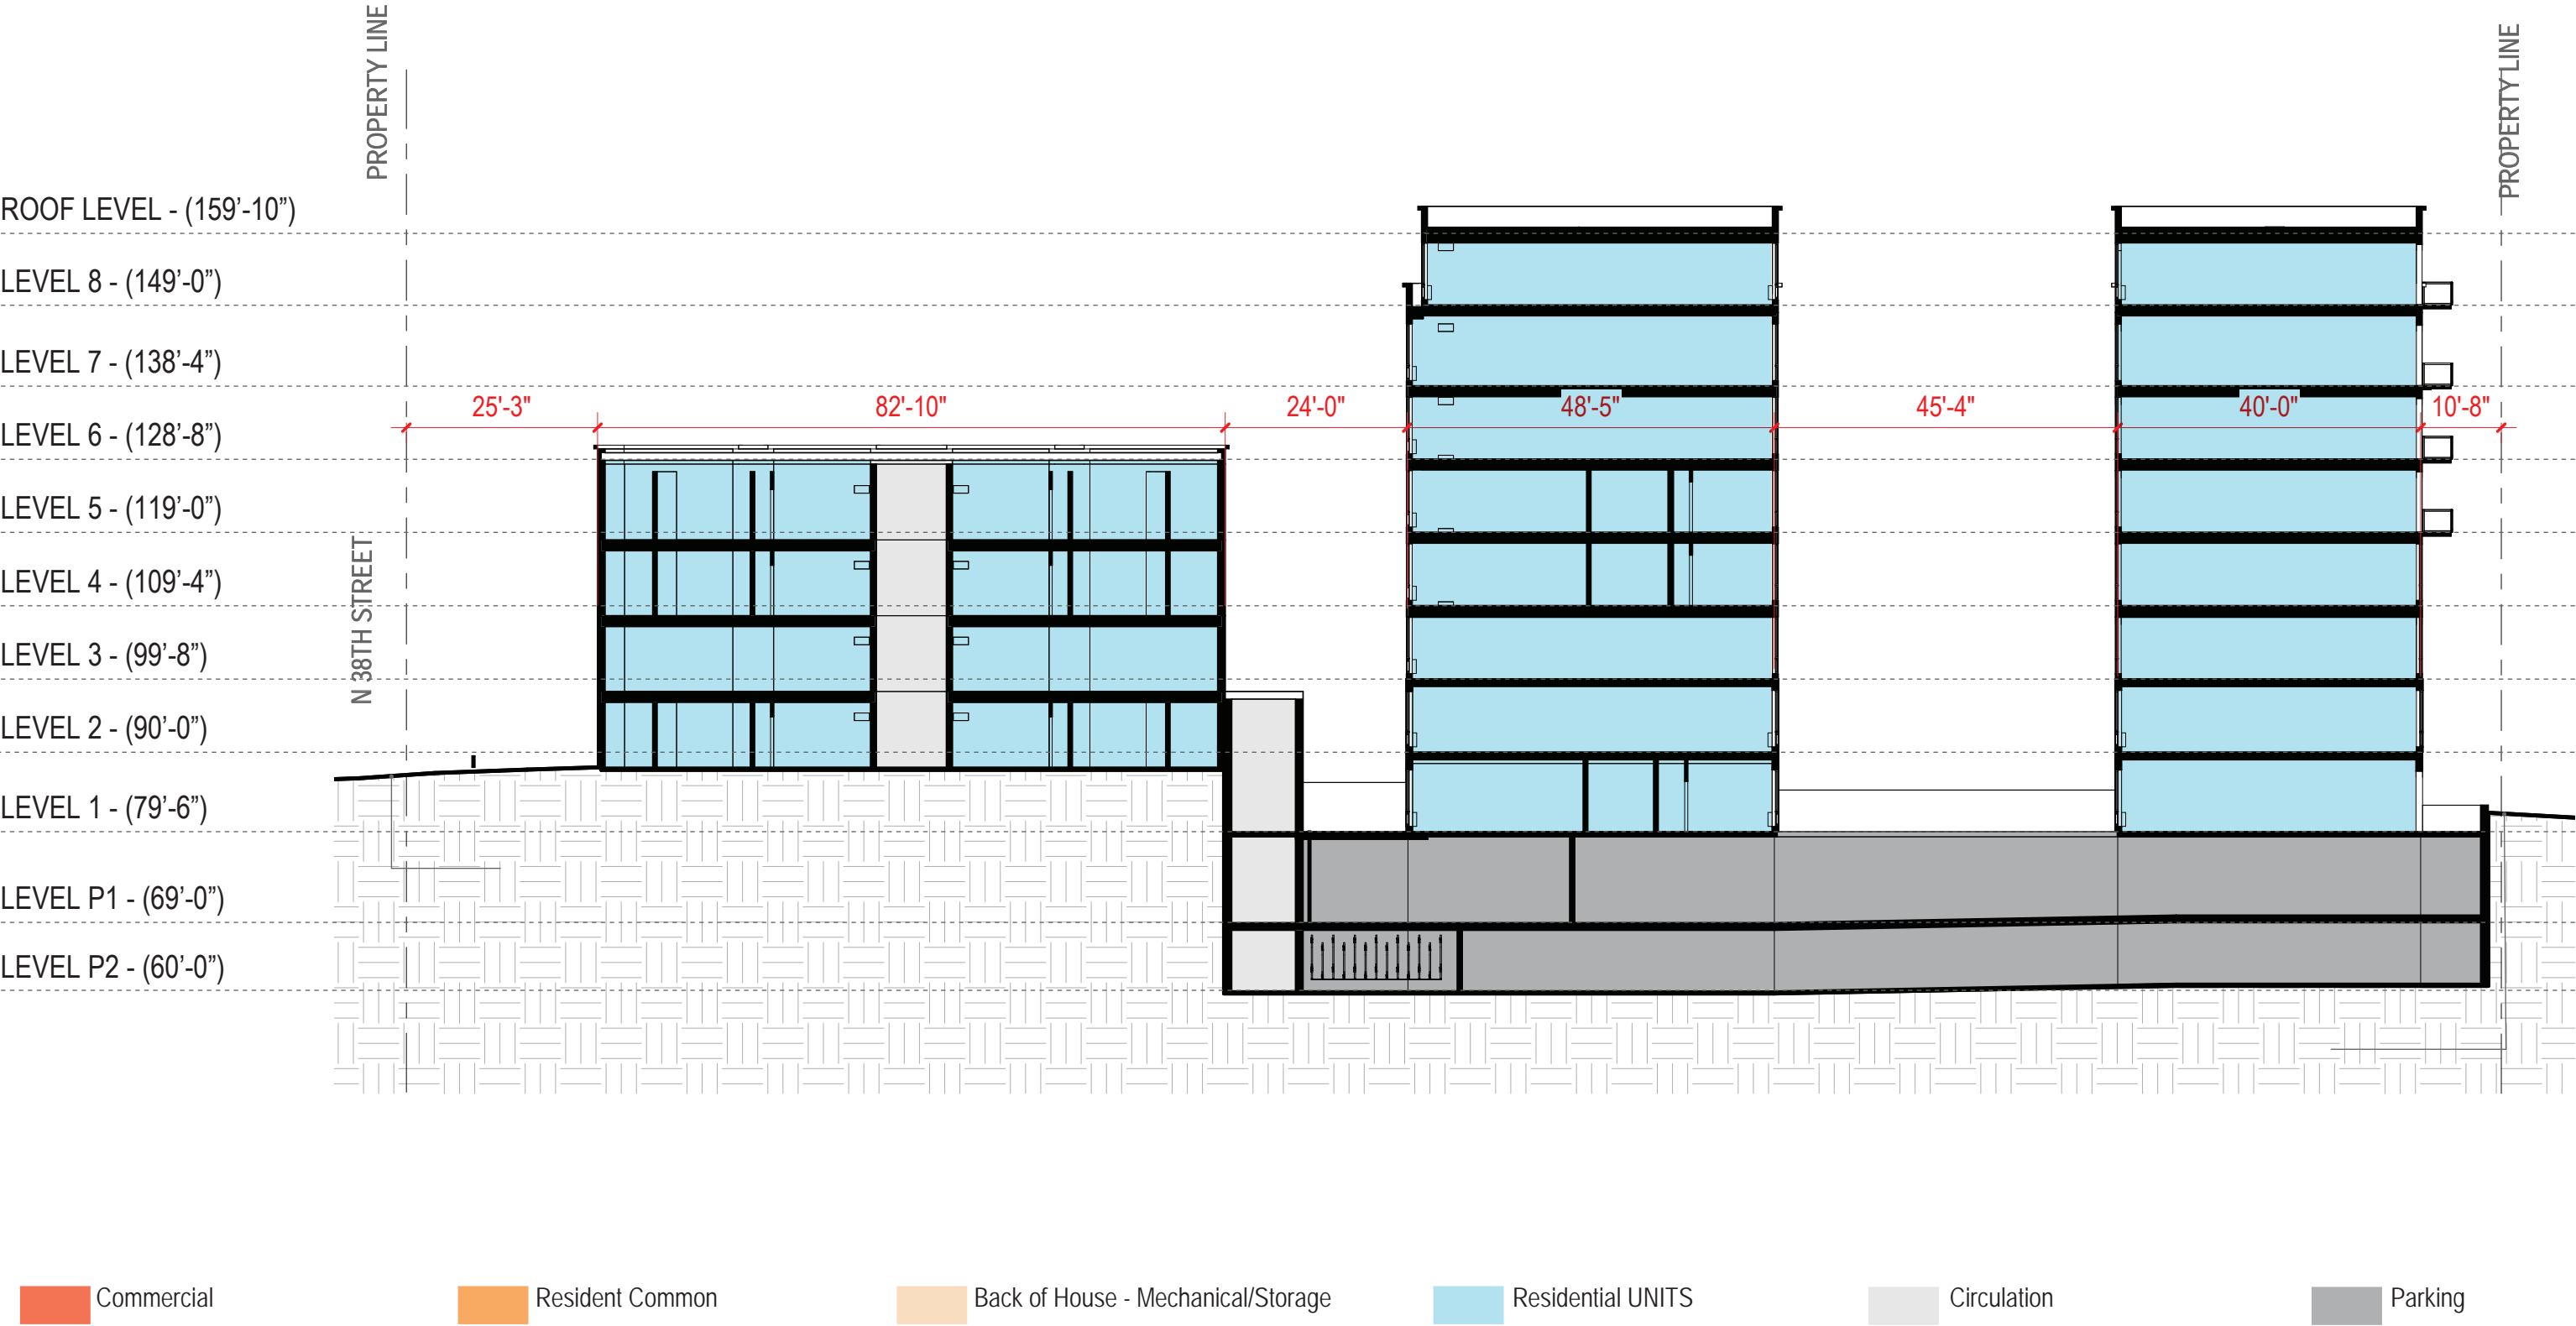 PROPERTY LINE
PROPERTY LINE
ROOF LEVEL - (159’-10”)
LEVEL 8 - (149’-0”)
LEVEL 7 - (138’-4”)
25'-3"
82'-10"
24'-0"
48'-5"
45'-4"
40'-0"
10'-8"
LEVEL 6 - (128’-8”)
LEVEL 5 - (119’-0”)
LEVEL 4 - (109’-4”)
N 38TH STREET
LEVEL 3 - (99’-8”)
LEVEL 2 - (90’-0”)
LEVEL 1 - (79’-6”)
LEVEL P1 - (69’-0”)
LEVEL P2 - (60’-0”)
Commercial
Resident Common
Back of House - Mechanical/Storage
Residential UNITS
Circulation
Parking